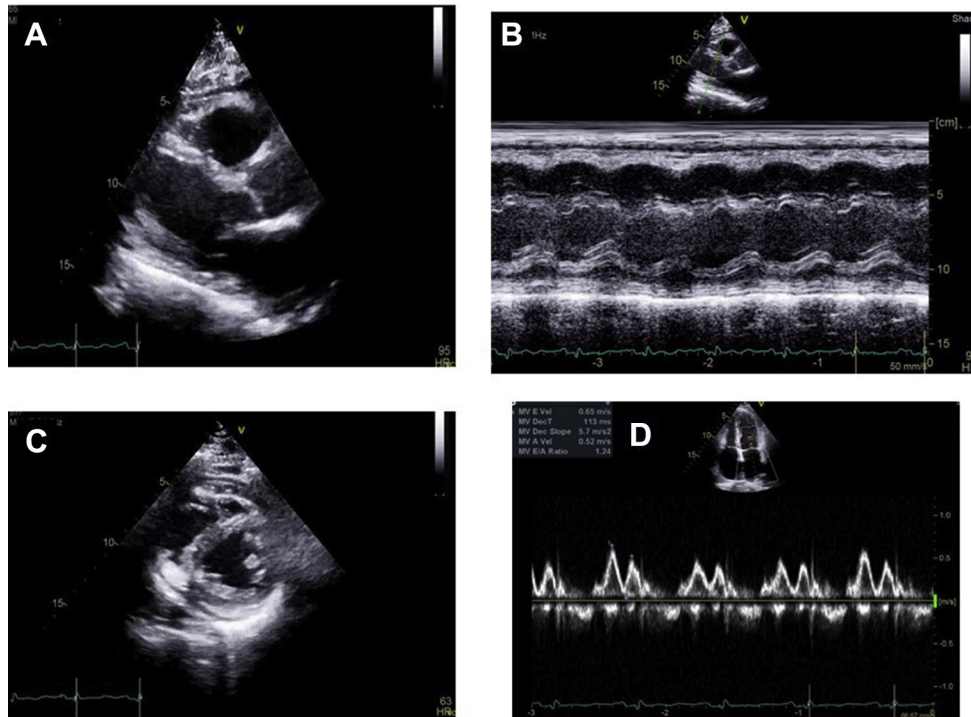 A
V
5
10
15
95
HR
B
1Hz
V
Sha
5
10
15
[cm]
5
10
15
-3
-2
-1
0
50 mm/s
C
V
5
10
15
63
HR
D
MV E Vel 0.65 m/s
MV DecT 113 ms
MV Dec Slope 5.7 m/s2
MV A Vel 0.52 m/s
MV E/A Ratio 1.24
V
5
10
15
1.0
0.5
[m/s]
-0.5
-1.0
-3
-2
-1
0